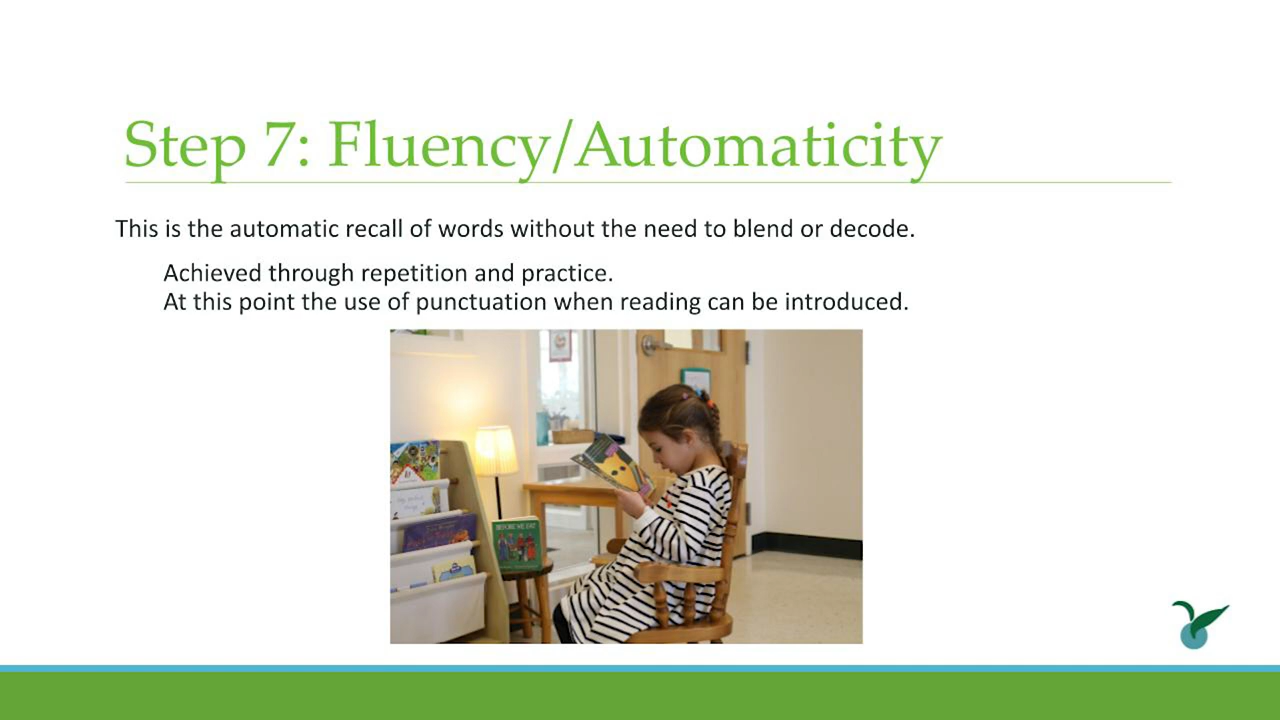 Step 7: Fluency/Automaticity
This is the automatic recall of words without the need to blend or decode.
Achieved through repetition and practice.
At this point the use of punctuation when reading can be introduced.
BEFORE WE EAT